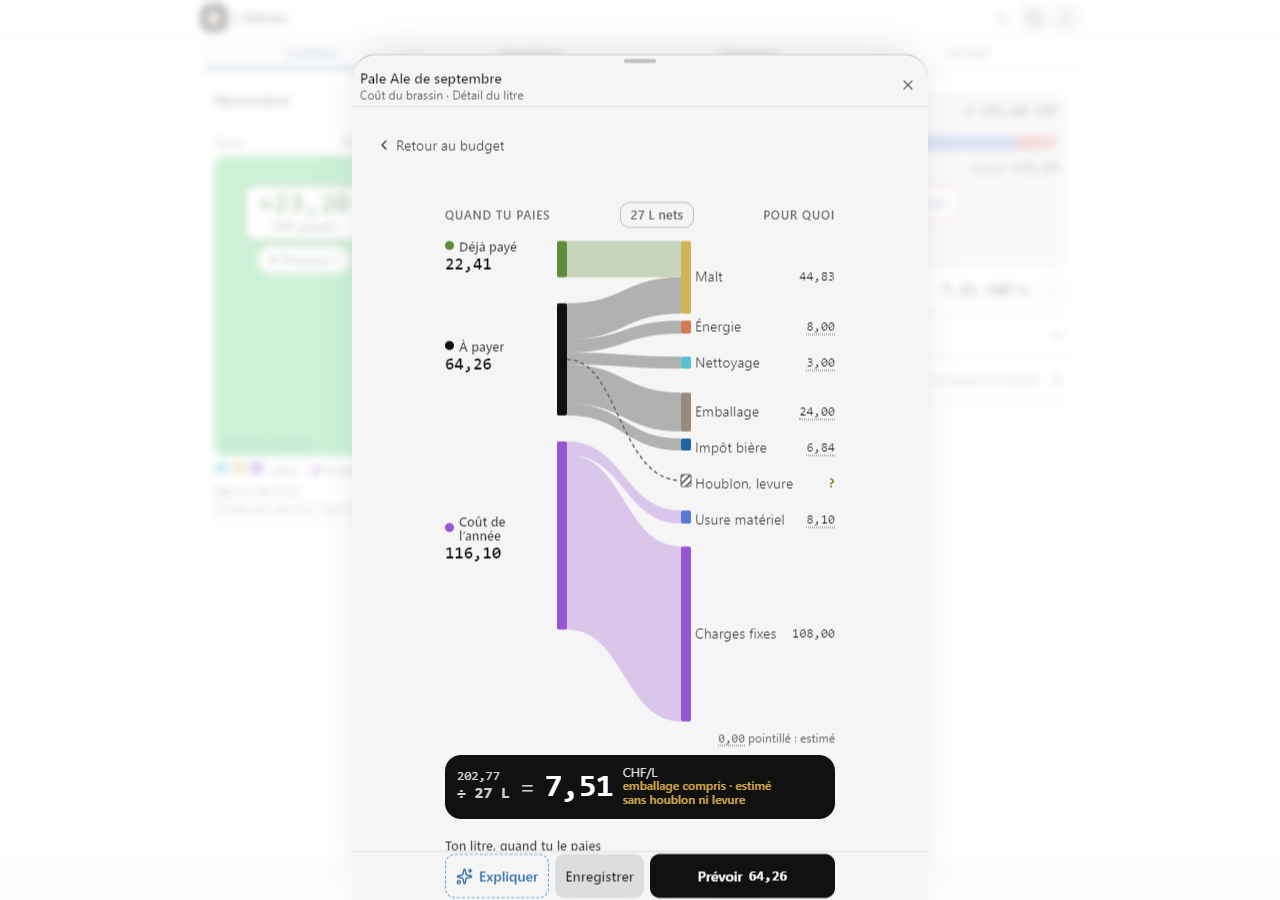 Pale Ale de septembre
Coût du brassin · Détail du litre
Retour au budget
QUAND TU PAIES
27 L nets
POUR QUOI
Déjà payé
22,41
Malt 44,83
Énergie 8,00
À payer
64,26
Nettoyage 3,00
Emballage 24,00
Impôt bière 6,84
Houblon, levure ?
Usure matériel 8,10
Coût de
l'année
116,10
Charges fixes 108,00
0,00 pointillé : estimé
202,77
÷ 27 L
= 7,51
CHF/L
emballage compris · estimé
sans houblon ni levure
Ton litre, quand tu le paies
Expliquer
Enregistrer
Prévoir 64,26
Novembre
+23,20